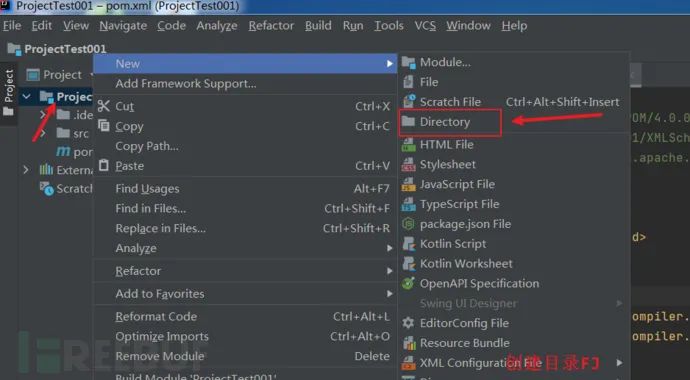 ProjectTest001 – pom.xml (ProjectTest001)
File Edit View Navigate Code Analyze Refactor Build Run Tools VCS Window Help
ProjectTest001
Project
Project
New
Add Framework Support...
Cut Ctrl+X
Copy Ctrl+C
Copy Path...
Paste Ctrl+V
Find Usages Alt+F7
Find in Files... Ctrl+Shift+F
Replace in Files... Ctrl+Shift+R
Analyze
Refactor
Add to Favorites
Reformat Code Ctrl+Alt+L
Optimize Imports Ctrl+Alt+O
Remove Module Delete
Build Module 'ProjectTest001'
Module...
File
Scratch File Ctrl+Alt+Shift+Insert
Directory
HTML File
Stylesheet
JavaScript File
TypeScript File
package.json File
Kotlin Script
Kotlin Worksheet
OpenAPI Specification
Swing UI Designer
EditorConfig File
Resource Bundle
XML Configuration File
创建目录FJ
Projec
.ide
src
pon
Externa
Scratch
OM/4.0.0
01/XMLSch
.apache.
d>
ompiler.
ompiler.
REEBUF